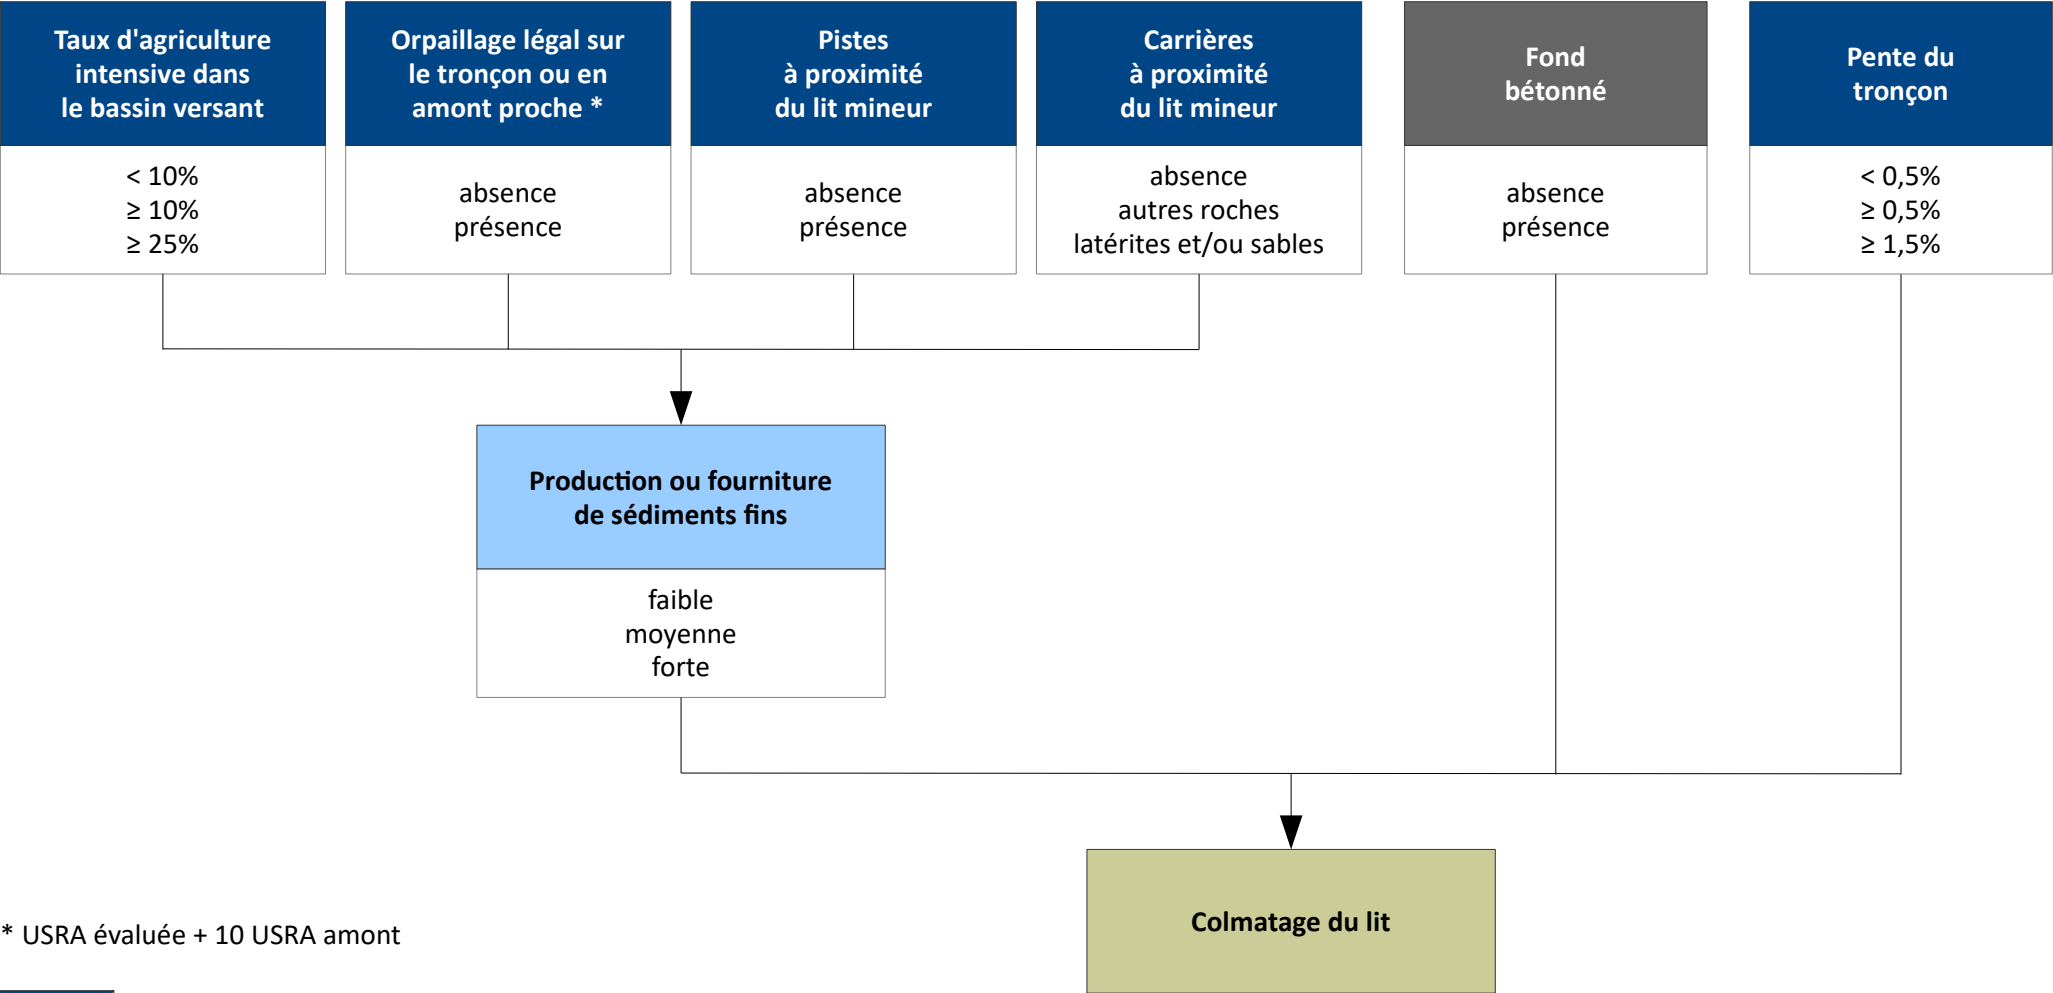 Taux d'agriculture
intensive dans
le bassin versant
< 10%
≥ 10%
≥ 25%
Orpaillage légal sur
le tronçon ou en
amont proche *
absence
présence
Pistes
à proximité
du lit mineur
absence
présence
Carrières
à proximité
du lit mineur
absence
autres roches
latérites et/ou sables
Fond
bétonné
absence
présence
Pente du
tronçon
< 0,5%
≥ 0,5%
≥ 1,5%
Production ou fourniture
de sédiments fins
faible
moyenne
forte
Colmatage du lit
* USRA évaluée + 10 USRA amont